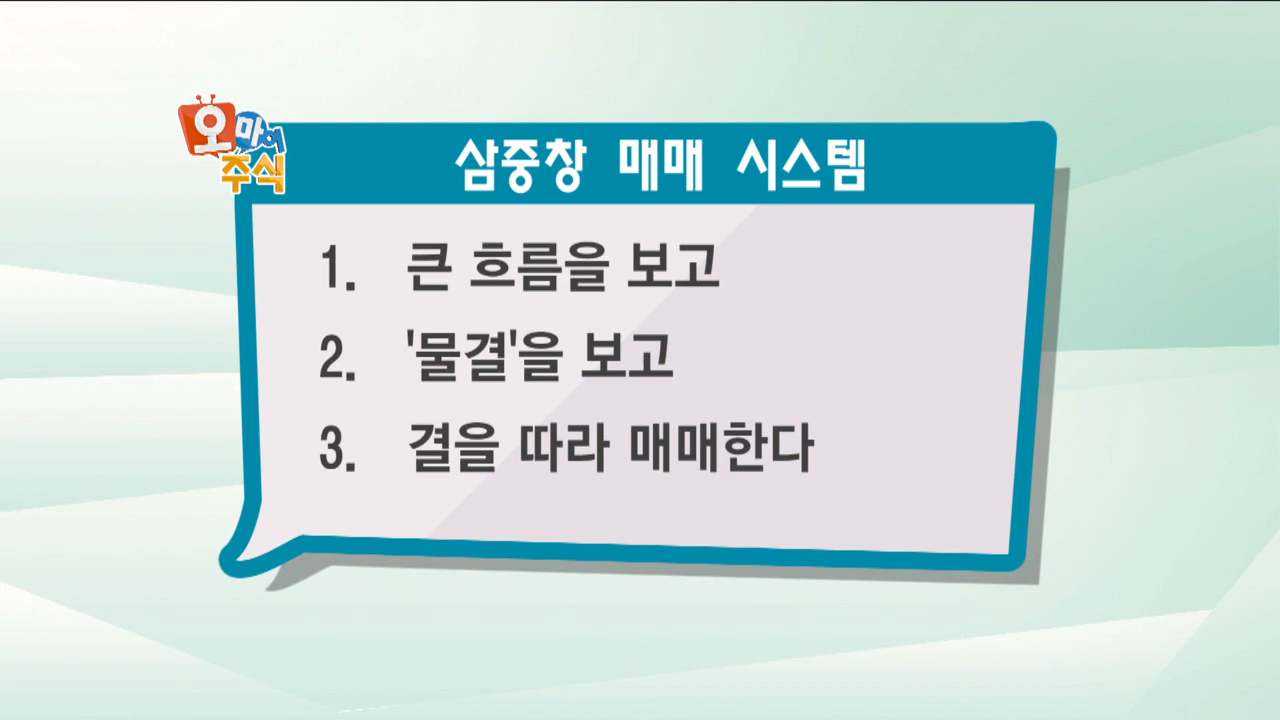 오마이
주식
삼중창 매매 시스템
1. 큰 흐름을 보고
2. '물결'을 보고
3. 결을 따라 매매한다